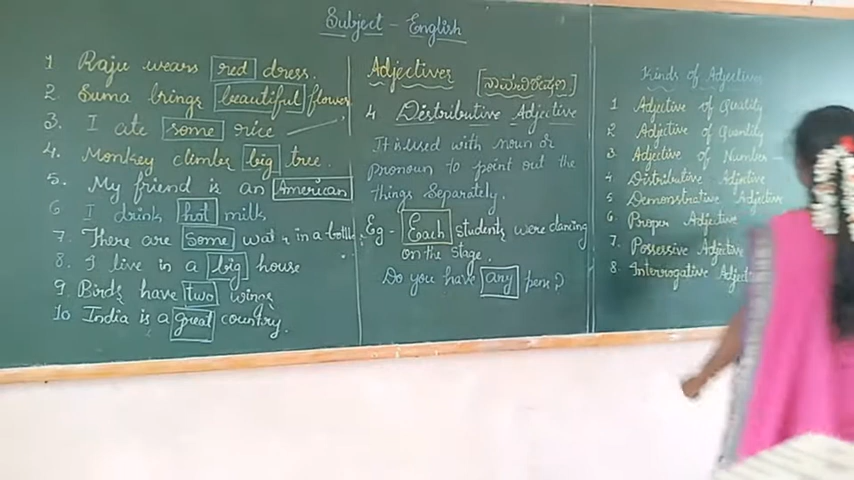 Subject - English
1 Raju wears red dress.
2 Suma brings beautiful flower
3. I ate some rice
4. Monkey climbes big tree.
5. My friend is an American
6 I drink hot milk
7. There are some water in a bottle.
8. I live in a big house
9. Birds have two wings
10 India is a great country.
Adjectives [ನಾಮವಿಶೇಷಣ]
4 Distributive Adjective
It is used with noun or
Pronoun to point out the
things separately.
Eg - Each students were dancing
on the stage.
Do you have any pens?
Kinds of Adjectives
1 Adjective of Quality
2 Adjective of Quantity
3 Adjective of Number
4 Distributive Adjective
5 Demonstrative Adjective
6. Proper Adjective
7. Possessive Adjective
8. Interrogative Adjecti